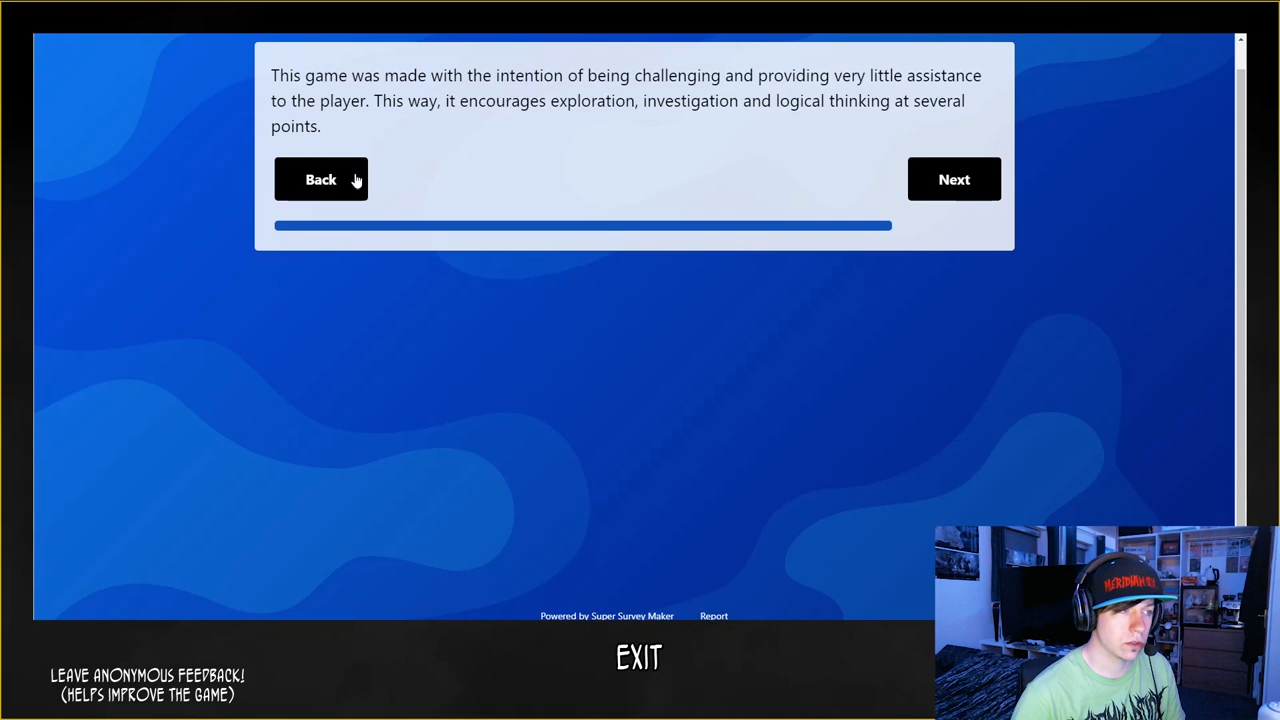 This game was made with the intention of being challenging and providing very little assistance
to the player. This way, it encourages exploration, investigation and logical thinking at several
points.
Back
Next
Powered by Super Survey Maker
Report
EXIT
LEAVE ANONYMOUS FEEDBACK!
(HELPS IMPROVE THE GAME)